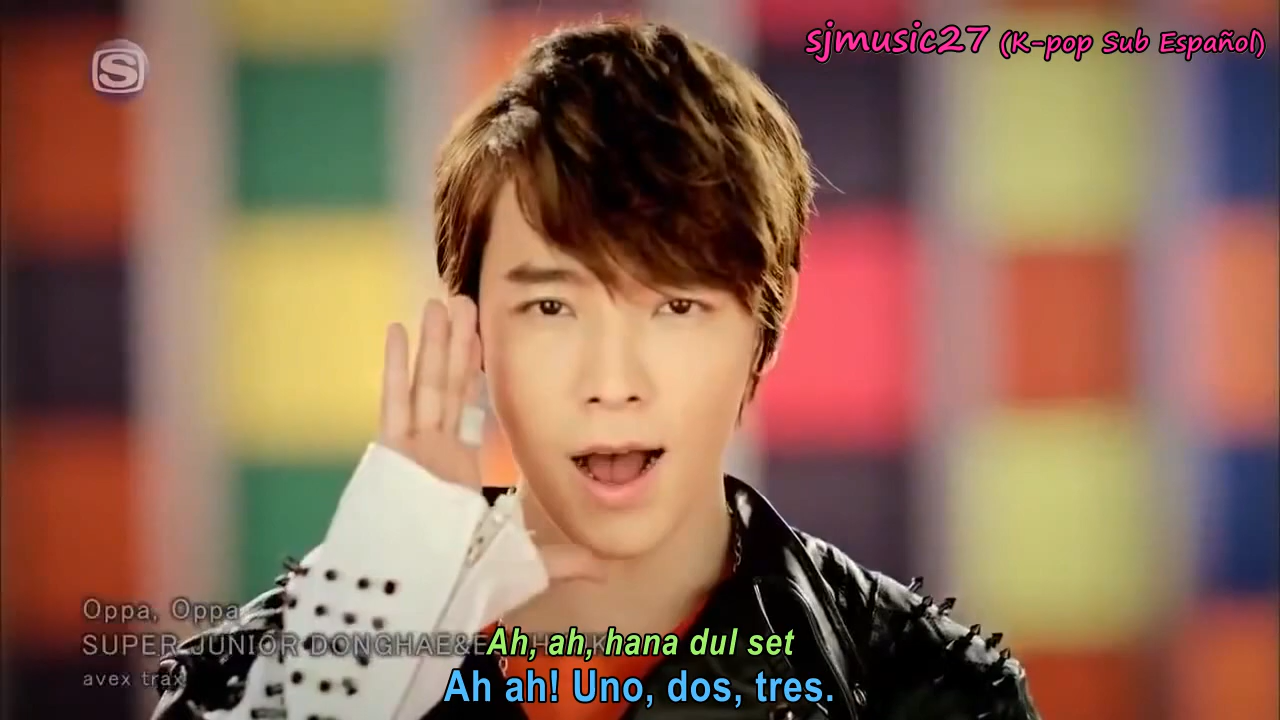 S
sjmusic27 (K-pop Sub Español)
Oppa, Oppa
SUPER JUNIOR DONGHAE&E
Ah, ah, hana dul set
avex trax
Ah ah! Uno, dos, tres.